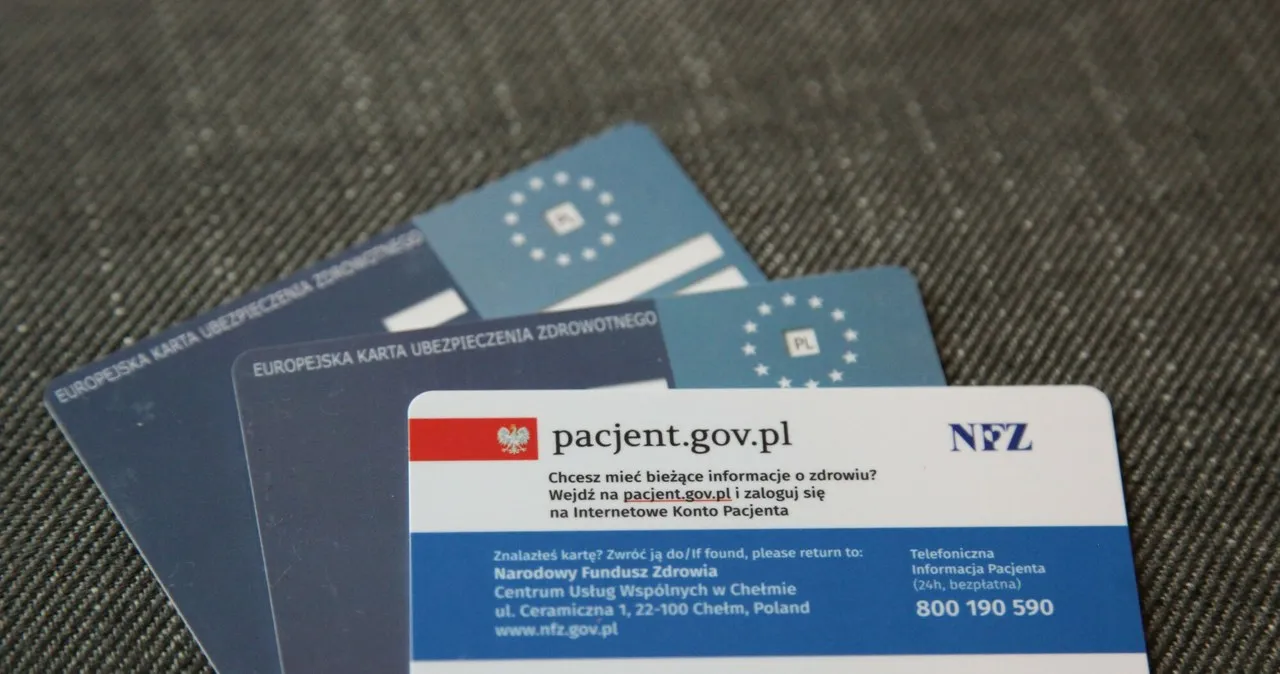 EUROPEJSKA KARTA UBEZPIECZENIA ZDROWOTNEGO
PL
EUROPEJSKA KARTA UBEZPIECZENIA ZDROWOTNEGO
PL
pacjent.gov.pl
NFZ
Chcesz mieć bieżące informacje o zdrowiu?
Wejdź na pacjent.gov.pl i zaloguj się
na Internetowe Konto Pacjenta
Znalazłeś kartę? Zwróć ją do/If found, please return to:
Narodowy Fundusz Zdrowia
Centrum Usług Wspólnych w Chełmie
ul. Ceramiczna 1, 22-100 Chełm, Poland
www.nfz.gov.pl
Telefoniczna
Informacja Pacjenta
(24h, bezpłatna)
800 190 590